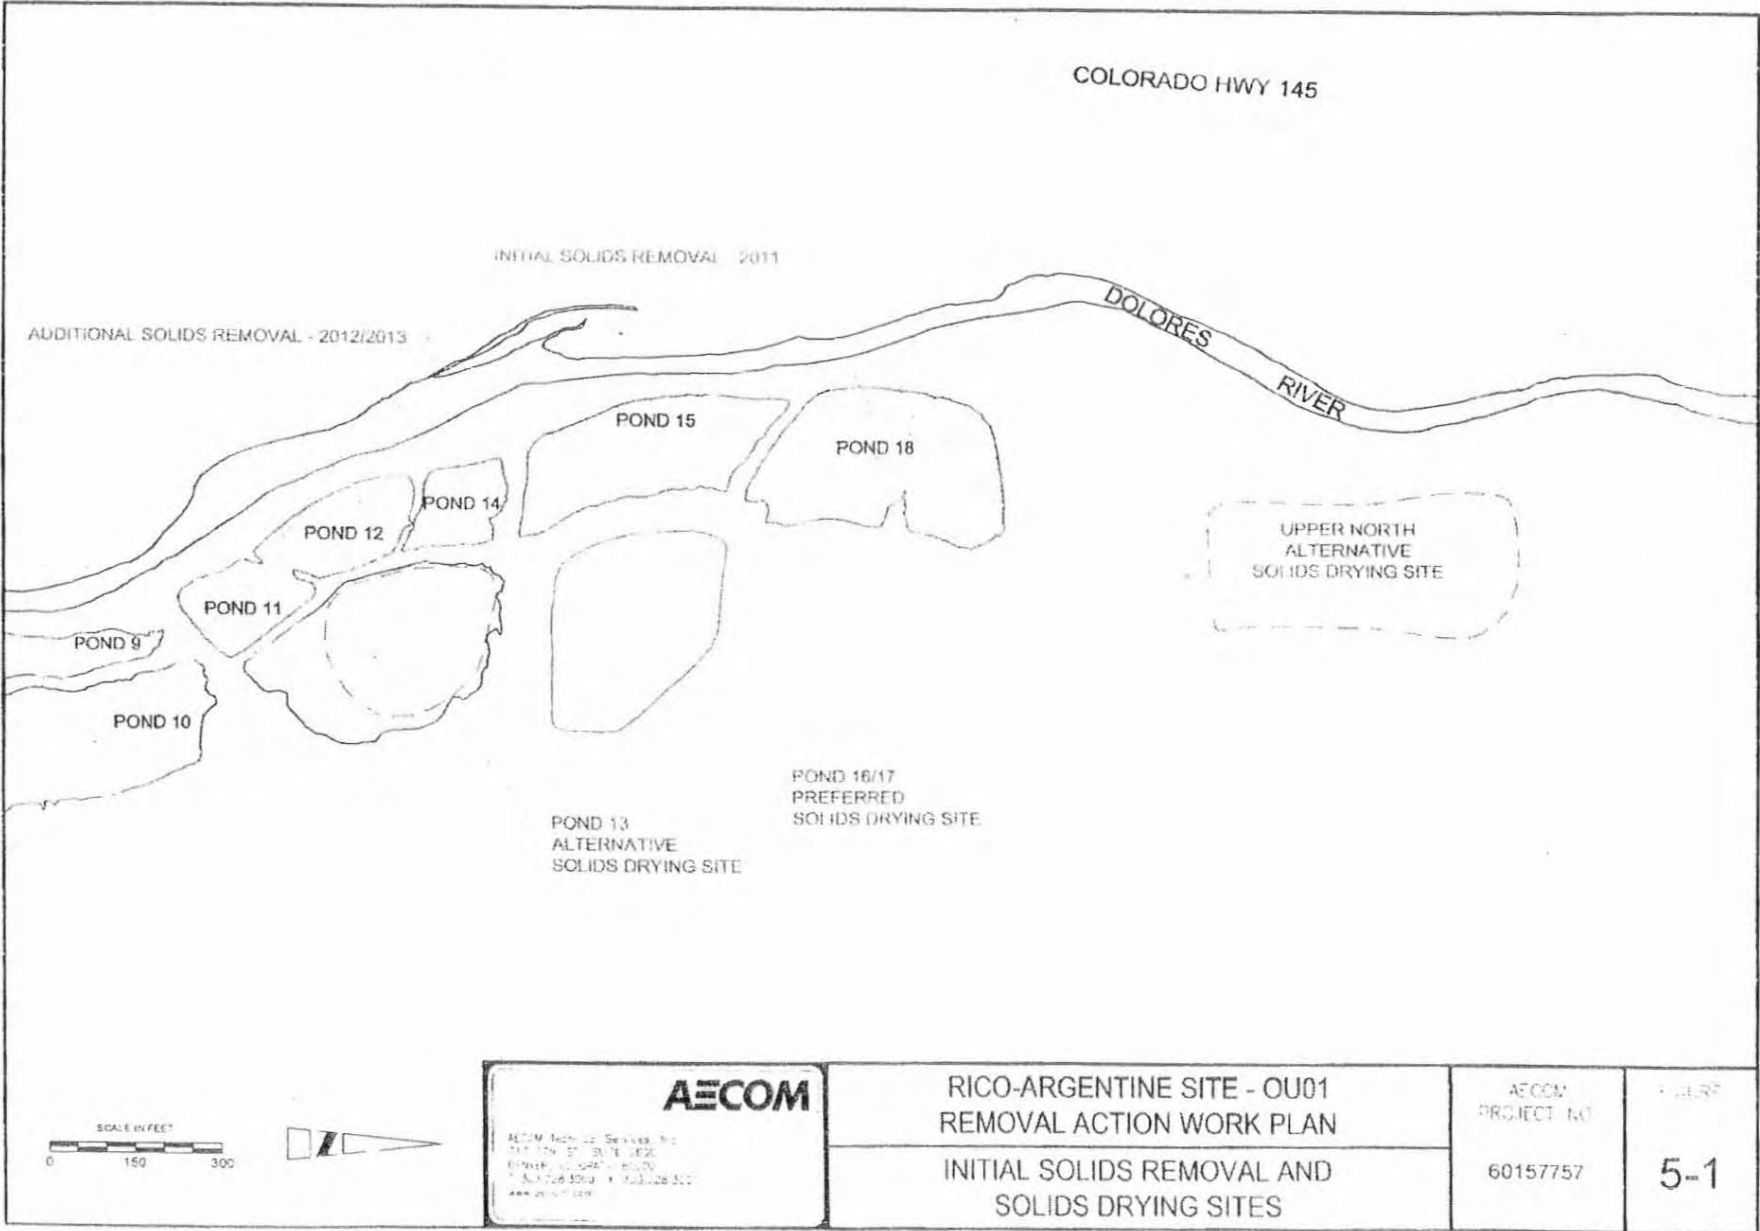 COLORADO HWY 145
INITIAL SOLIDS REMOVAL - 2011
ADDITIONAL SOLIDS REMOVAL - 2012/2013
DOLORES
RIVER
POND 15
POND 18
POND 14
POND 12
POND 11
POND 9
POND 10
UPPER NORTH
ALTERNATIVE
SOLIDS DRYING SITE
POND 16/17
PREFERRED
SOLIDS DRYING SITE
POND 13
ALTERNATIVE
SOLIDS DRYING SITE
SCALE IN FEET
0 150 300
AECOM
RICO-ARGENTINE SITE - OU01
REMOVAL ACTION WORK PLAN
INITIAL SOLIDS REMOVAL AND
SOLIDS DRYING SITES
AECOM
PROJECT NO
60157757
FIGURE
5-1